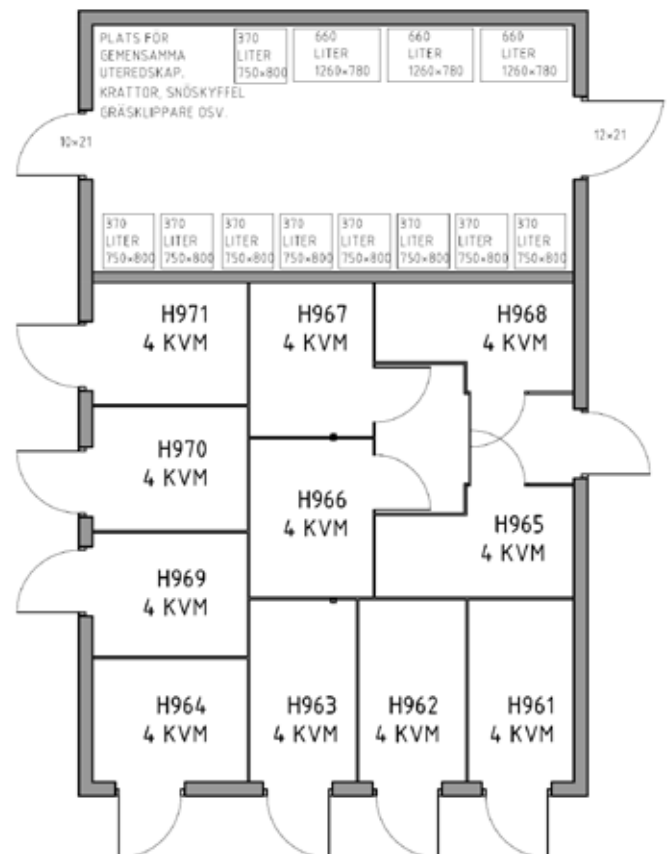 PLATS FÖR
GEMENSAMMA
UTEREDSKAP.
KRATTOR, SNÖSKYFFEL
GRÄSKLIPPARE OSV.
370
LITER
750×800
660
LITER
1260×780
660
LITER
1260×780
660
LITER
1260×780
10×21
12×21
370
LITER
750×800
370
LITER
750×800
370
LITER
750×800
370
LITER
750×800
370
LITER
750×800
370
LITER
750×800
370
LITER
750×800
370
LITER
750×800
H971
4 KVM
H967
4 KVM
H968
4 KVM
H970
4 KVM
H966
4 KVM
H965
4 KVM
H969
4 KVM
H964
4 KVM
H963
4 KVM
H962
4 KVM
H961
4 KVM